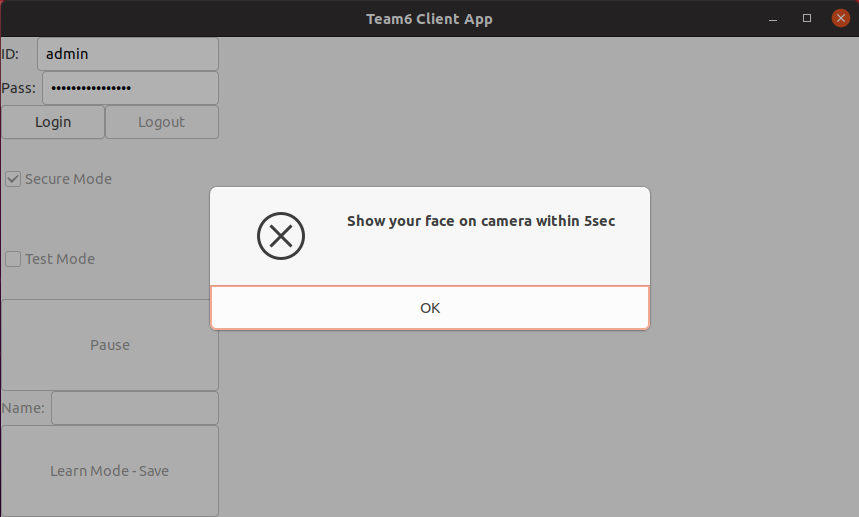 Team6 Client App
ID: admin
Pass: ••••••••••••••••
Login Logout
Secure Mode
Show your face on camera within 5sec
Test Mode
OK
Pause
Name:
Learn Mode - Save